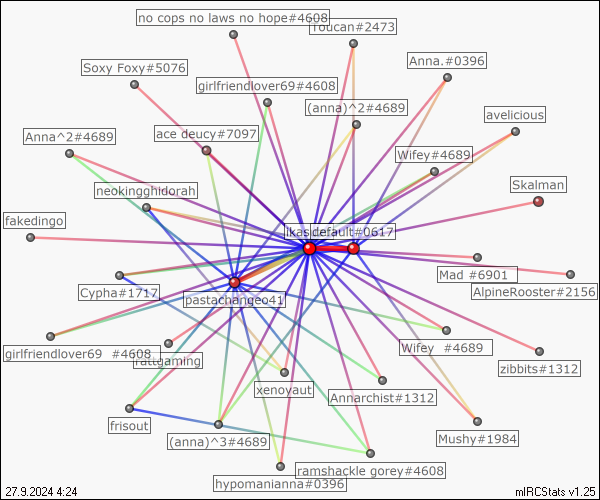 no cops no laws no hope#4608
Toucan#2473
Anna.#0396
Soxy Foxy#5076
girlfriendlover69#4608
(anna)^2#4689
avelicious
Anna^2#4689
ace deucy#7097
Wifey#4689
neokingghidorah
Skalman
fakedingo
default#0617
Mad #6901
Cypha#1717
pastachangeo41
AlpineRooster#2156
girlfriendlover69 #4608
rattgaming
Wifey #4689
zibbits#1312
xenovaut
Annarchist#1312
frisout
(anna)^3#4689
Mushy#1984
ramshackle gorey#4608
hypomanianna#0396
27.9.2024 4:24
mIRCStats v1.25